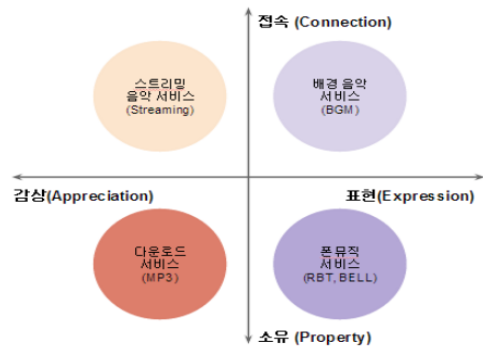 접속 (Connection)
스트리밍
음악 서비스
(Streaming)
배경 음악
서비스
(BGM)
감상(Appreciation)
표현(Expression)
다운로드
서비스
(MP3)
폰뮤직
서비스
(RBT, BELL)
소유 (Property)